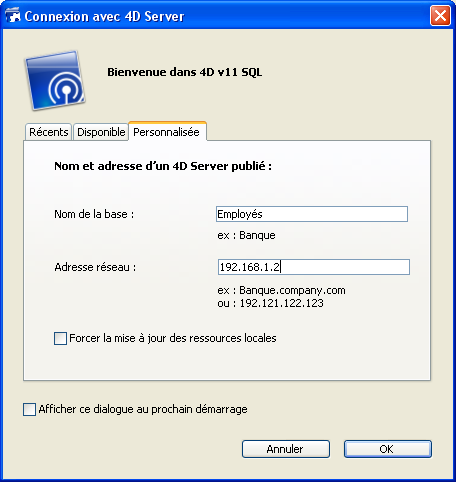 Connexion avec 4D Server
Bienvenue dans 4D v11 SQL
Récents Disponible Personnalisée
Nom et adresse d'un 4D Server publié :
Nom de la base : Employés
ex : Banque
Adresse réseau : 192.168.1.2
ex : Banque.company.com
ou : 192.121.122.123
Forcer la mise à jour des ressources locales
Afficher ce dialogue au prochain démarrage
Annuler OK